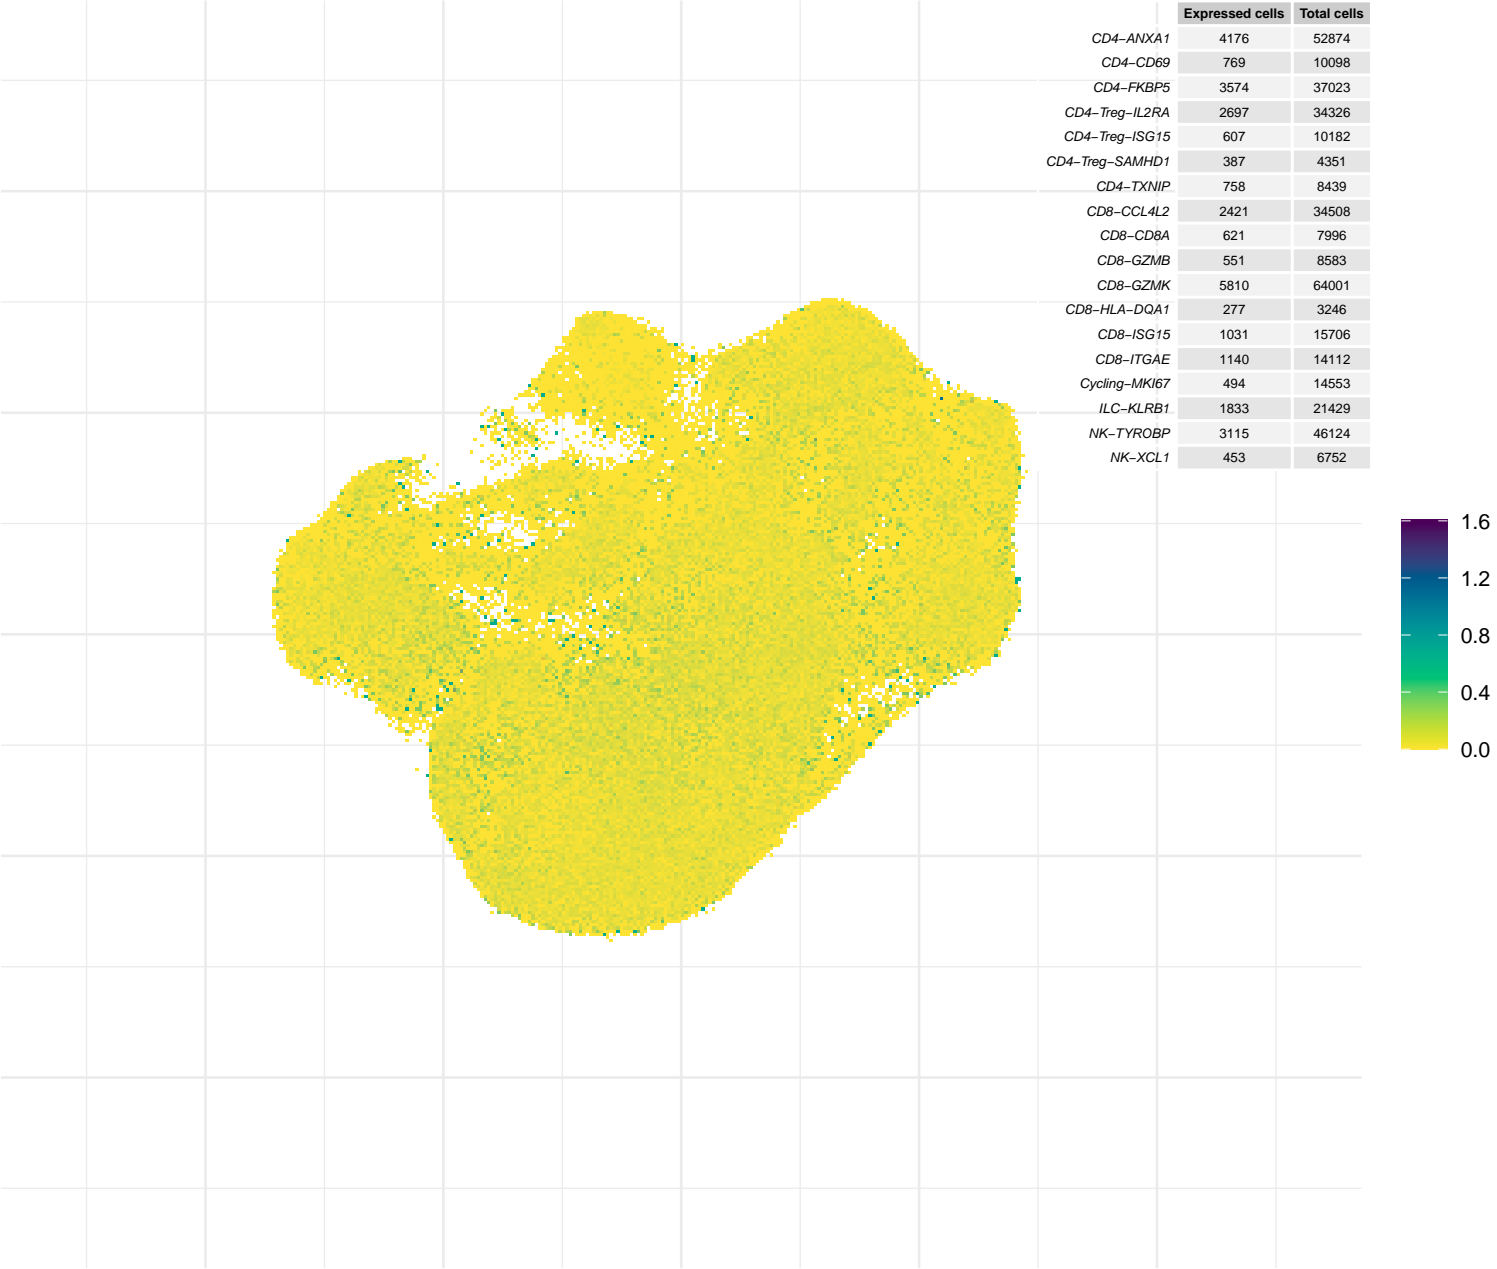 Expressed cells Total cells
CD4−ANXA1 4176 52874
CD4−CD69 769 10098
CD4−FKBP5 3574 37023
CD4−Treg−IL2RA 2697 34326
CD4−Treg−ISG15 607 10182
CD4−Treg−SAMHD1 387 4351
CD4−TXNIP 758 8439
CD8−CCL4L2 2421 34508
CD8−CD8A 621 7996
CD8−GZMB 551 8583
CD8−GZMK 5810 64001
CD8−HLA−DQA1 277 3246
CD8−ISG15 1031 15706
CD8−ITGAE 1140 14112
Cycling−MKI67 494 14553
ILC−KLRB1 1833 21429
NK−TYROBP 3115 46124
NK−XCL1 453 6752
1.6
1.2
0.8
0.4
0.0